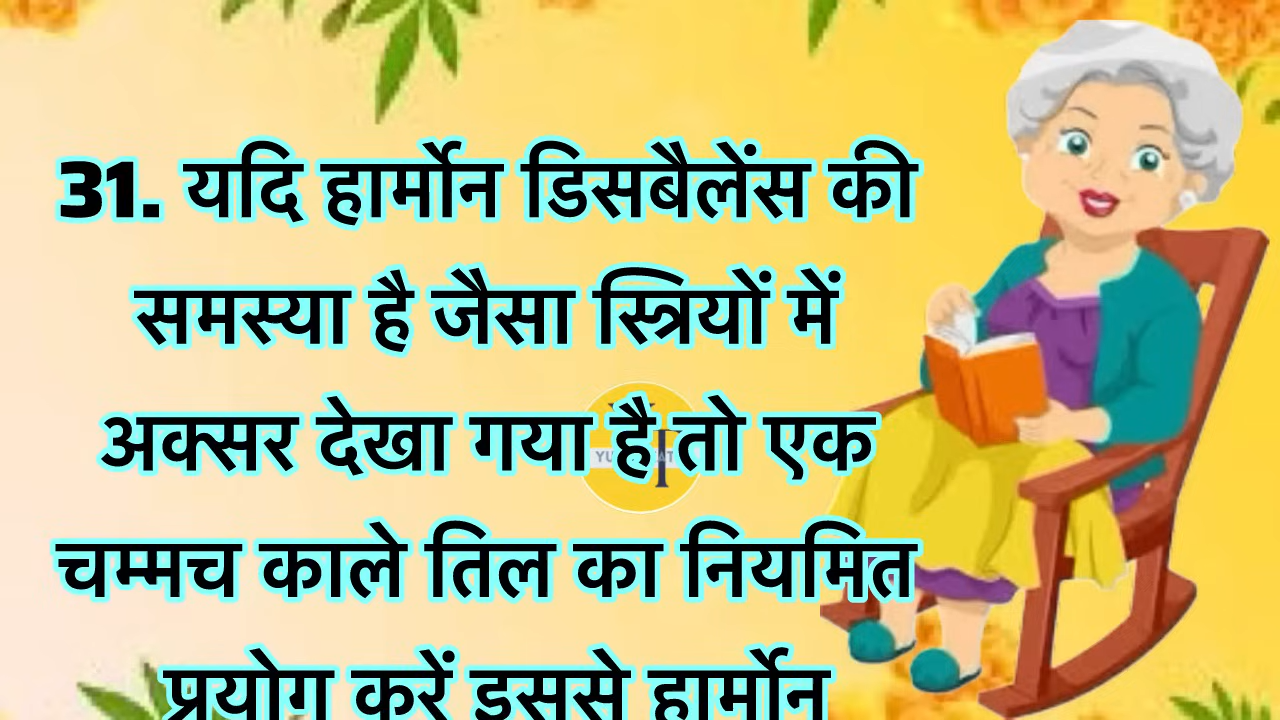 31. यदि हार्मोन डिसबैलेंस की
समस्या है जैसा स्त्रियों में
अक्सर देखा गया है तो एक
चम्मच काले तिल का नियमित
प्रयोग करें इससे हार्मोन